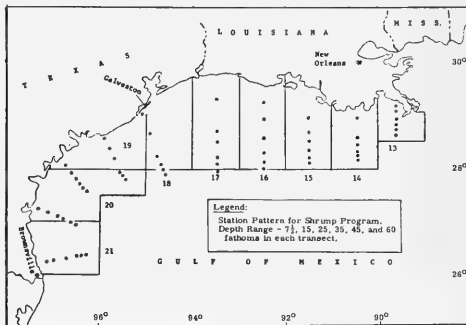 MISS.
LOUISIANA
New
Orleans
TEXAS
Galveston
30°
19
18
17
16
15
14
13
28°
20
Legend:
Station Pattern for Shrump Program.
Depth Range - 7½, 15, 25, 35, 45, and 60
fathoms in each transect.
Brownsville
21
GULF OF MEXICO
26°
96°
94°
92°
90°